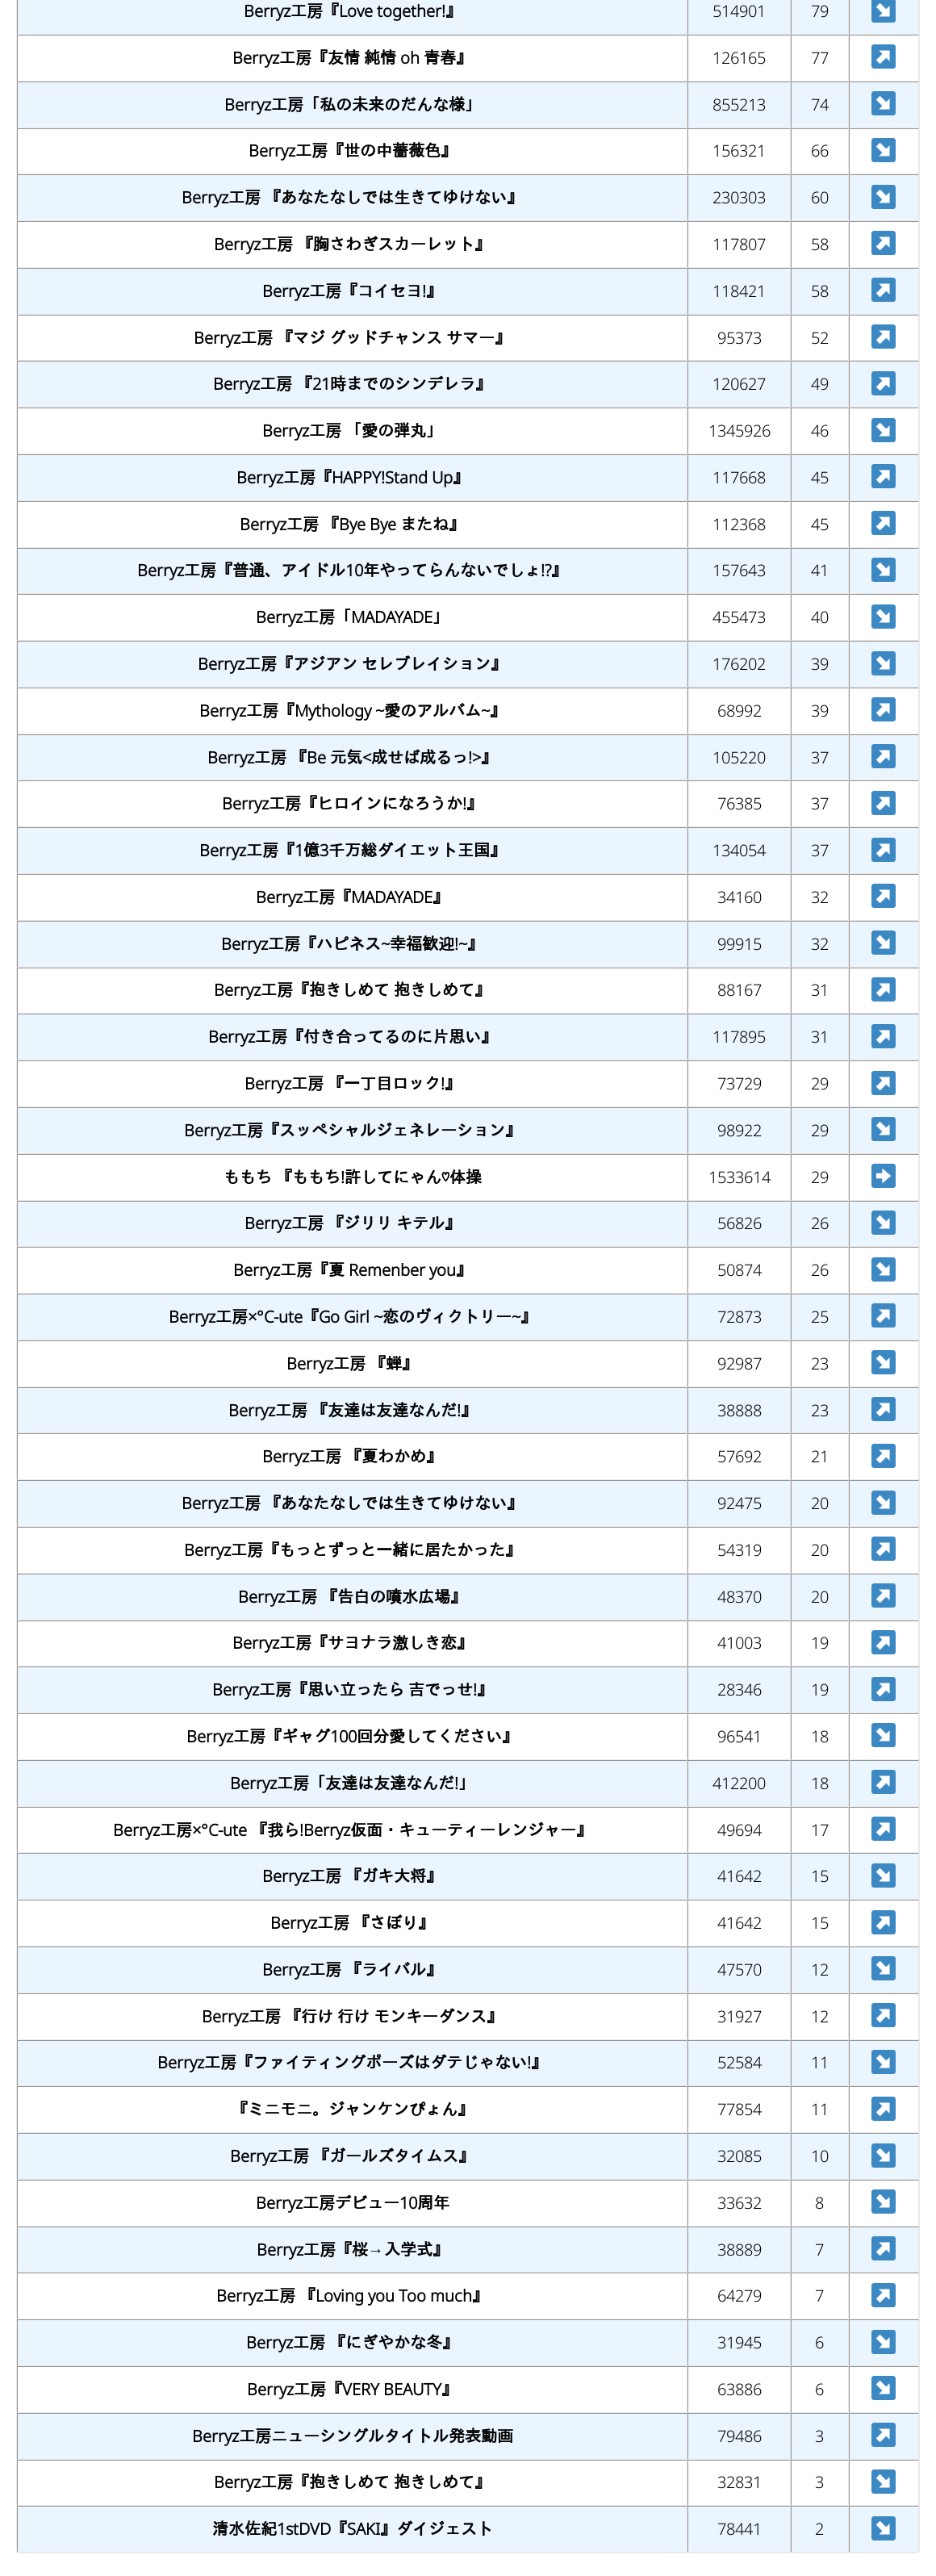 Berryz工房『Love together!』 514901 79 ↘
Berryz工房『友情 純情 oh 青春』 126165 77 ↗
Berryz工房「私の未来のだんな様」 855213 74 ↘
Berryz工房『世の中薔薇色』 156321 66 ↘
Berryz工房 『あなたなしでは生きてゆけない』 230303 60 ↘
Berryz工房 『胸さわぎスカーレット』 117807 58 ↗
Berryz工房『コイセヨ!』 118421 58 ↗
Berryz工房 『マジ グッドチャンス サマー』 95373 52 ↗
Berryz工房 『21時までのシンデレラ』 120627 49 ↗
Berryz工房 「愛の弾丸」 1345926 46 ↘
Berryz工房『HAPPY!Stand Up』 117668 45 ↗
Berryz工房 『Bye Bye またね』 112368 45 ↗
Berryz工房『普通、アイドル10年やってらんないでしょ!?』 157643 41 ↘
Berryz工房「MADAYADE」 455473 40 ↘
Berryz工房『アジアン セレブレイション』 176202 39 ↘
Berryz工房『Mythology ~愛のアルバム~』 68992 39 ↗
Berryz工房 『Be 元気<成せば成るっ!>』 105220 37 ↗
Berryz工房『ヒロインになろうか!』 76385 37 ↗
Berryz工房『1億3千万総ダイエット王国』 134054 37 ↗
Berryz工房『MADAYADE』 34160 32 ↗
Berryz工房『ハピネス~幸福歓迎!~』 99915 32 ↘
Berryz工房『抱きしめて 抱きしめて』 88167 31 ↗
Berryz工房『付き合ってるのに片思い』 117895 31 ↗
Berryz工房 『一丁目ロック!』 73729 29 ↗
Berryz工房『スッペシャルジェネレーション』 98922 29 ↘
ももち 『ももち!許してにゃん♡体操 1533614 29 ➡
Berryz工房 『ジリリ キテル』 56826 26 ↘
Berryz工房『夏 Remenber you』 50874 26 ↘
Berryz工房×°C-ute『Go Girl ~恋のヴィクトリー~』 72873 25 ↗
Berryz工房 『蝉』 92987 23 ↘
Berryz工房 『友達は友達なんだ!』 38888 23 ↗
Berryz工房 『夏わかめ』 57692 21 ↗
Berryz工房 『あなたなしでは生きてゆけない』 92475 20 ↘
Berryz工房『もっとずっと一緒に居たかった』 54319 20 ↗
Berryz工房 『告白の噴水広場』 48370 20 ↗
Berryz工房『サヨナラ激しき恋』 41003 19 ↗
Berryz工房『思い立ったら 吉でっせ!』 28346 19 ↗
Berryz工房『ギャグ100回分愛してください』 96541 18 ↘
Berryz工房「友達は友達なんだ!」 412200 18 ↗
Berryz工房×°C-ute 『我ら!Berryz仮面・キューティーレンジャー』 49694 17 ↗
Berryz工房 『ガキ大将』 41642 15 ↘
Berryz工房 『さぼり』 41642 15 ↗
Berryz工房 『ライバル』 47570 12 ↘
Berryz工房 『行け 行け モンキーダンス』 31927 12 ↗
Berryz工房『ファイティングポーズはダテじゃない!』 52584 11 ↘
『ミニモニ。ジャンケンぴょん』 77854 11 ↗
Berryz工房 『ガールズタイムス』 32085 10 ↘
Berryz工房デビュー10周年 33632 8 ↘
Berryz工房『桜→入学式』 38889 7 ↗
Berryz工房 『Loving you Too much』 64279 7 ↗
Berryz工房 『にぎやかな冬』 31945 6 ↘
Berryz工房『VERY BEAUTY』 63886 6 ↘
Berryz工房ニューシングルタイトル発表動画 79486 3 ↗
Berryz工房『抱きしめて 抱きしめて』 32831 3 ↘
清水佐紀1stDVD『SAKI』ダイジェスト 78441 2 ↘